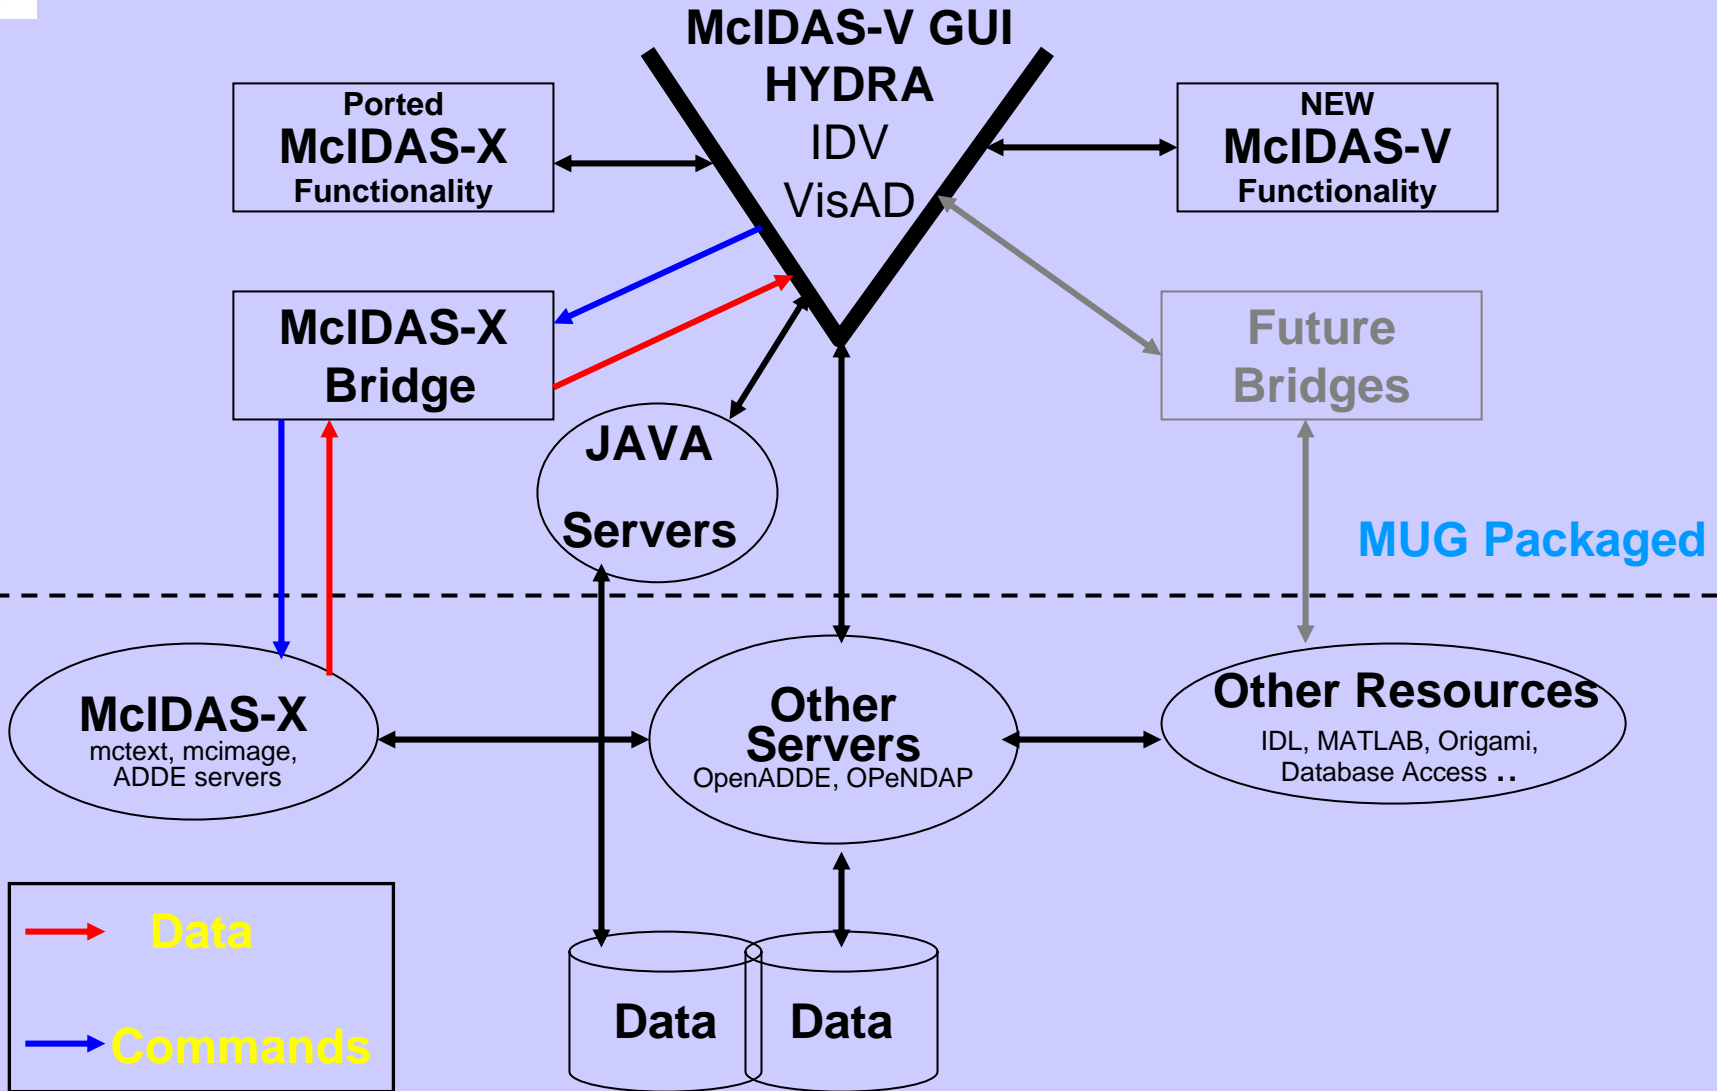 McIDAS-V GUI
HYDRA
IDV
VisAD
Ported
McIDAS-X
Functionality
NEW
McIDAS-V
Functionality
McIDAS-X
Bridge
Future
Bridges
JAVA
Servers
MUG Packaged
McIDAS-X
mctext, mcimage,
ADDE servers
Other
Servers
OpenADDE, OPeNDAP
Other Resources
IDL, MATLAB, Origami,
Database Access ..
Data
Commands
Data
Data